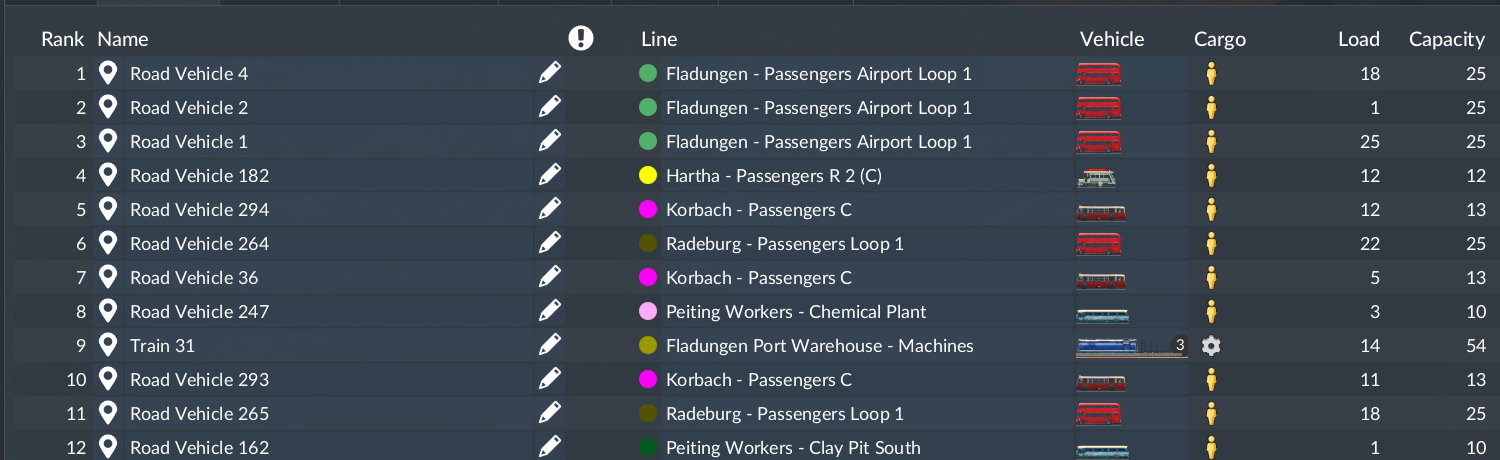 Rank Name ! Line Vehicle Cargo Load Capacity
1 Road Vehicle 4 Fladungen - Passengers Airport Loop 1 18 25
2 Road Vehicle 2 Fladungen - Passengers Airport Loop 1 1 25
3 Road Vehicle 1 Fladungen - Passengers Airport Loop 1 25 25
4 Road Vehicle 182 Hartha - Passengers R 2 (C) 12 12
5 Road Vehicle 294 Korbach - Passengers C 12 13
6 Road Vehicle 264 Radeburg - Passengers Loop 1 22 25
7 Road Vehicle 36 Korbach - Passengers C 5 13
8 Road Vehicle 247 Peiting Workers - Chemical Plant 3 10
9 Train 31 Fladungen Port Warehouse - Machines 3 14 54
10 Road Vehicle 293 Korbach - Passengers C 11 13
11 Road Vehicle 265 Radeburg - Passengers Loop 1 18 25
12 Road Vehicle 162 Peiting Workers - Clay Pit South 1 10